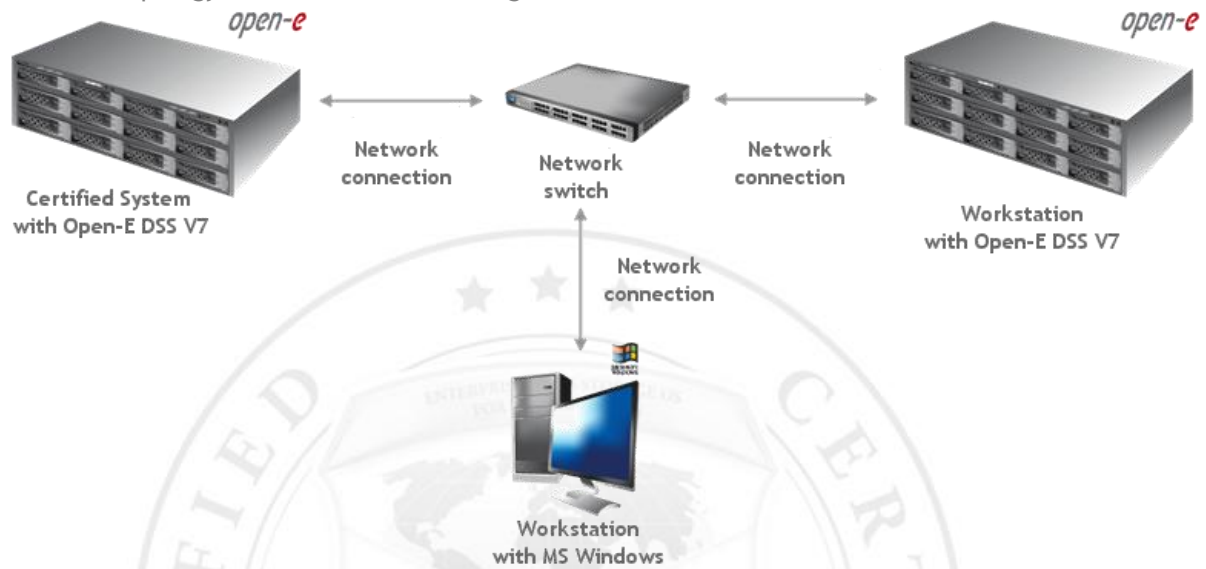 open-e
open-e
Network
connection
Network
switch
Network
connection
Certified System
with Open-E DSS V7
Workstation
with Open-E DSS V7
Network
connection
Workstation
with MS Windows